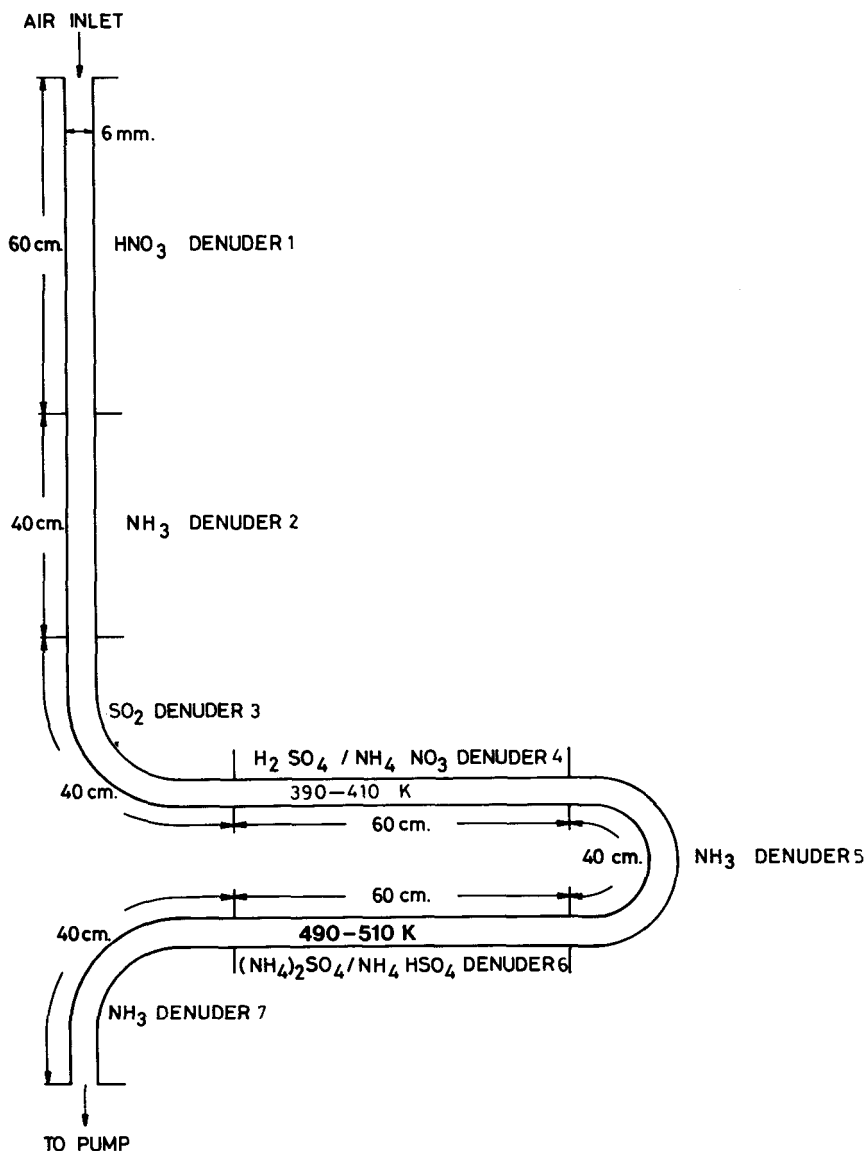 AIR INLET
6 mm.
60 cm.
HNO3 DENUDER 1
40 cm.
NH3 DENUDER 2
SO2 DENUDER 3
H2 SO4 / NH4 NO3 DENUDER 4
40 cm.
390–410 K
60 cm.
40 cm.
NH3 DENUDER 5
60 cm.
40 cm.
490–510 K
(NH4)2SO4/NH4 HSO4 DENUDER 6
NH3 DENUDER 7
TO PUMP